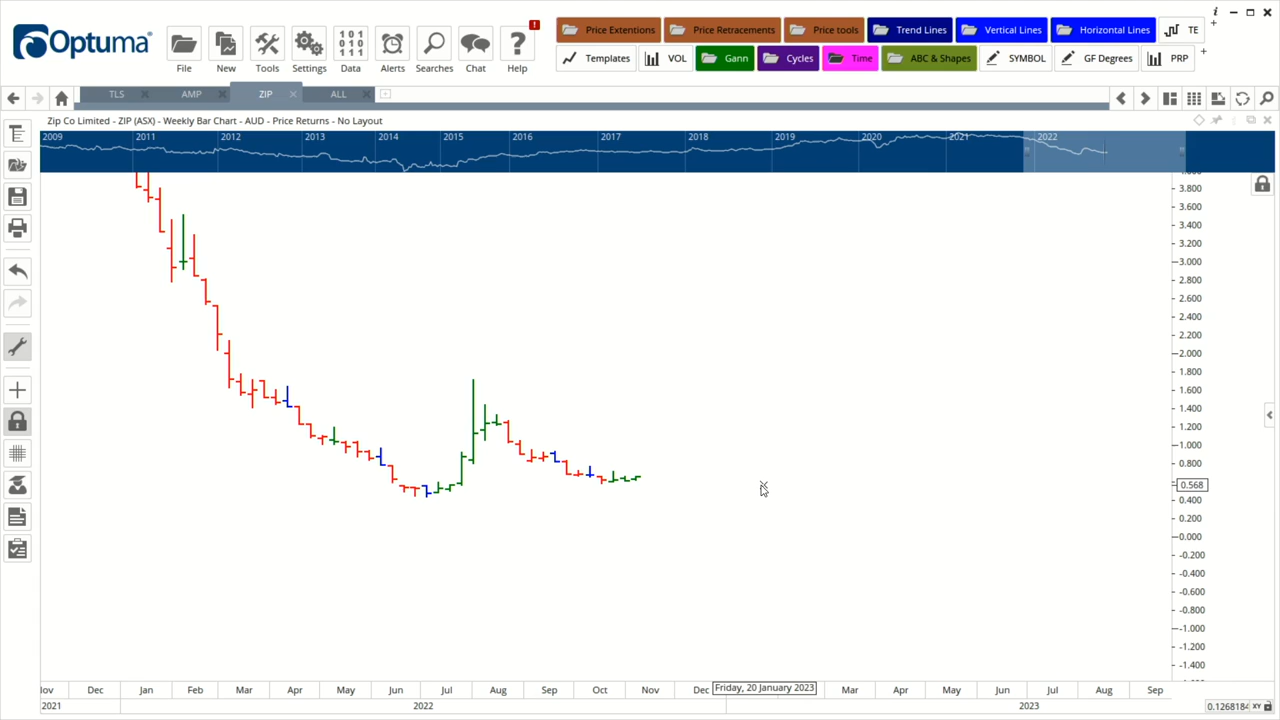 Optuma
File
New
Tools
Settings
101
010
101
Data
Alerts
Searches
Chat
?
Help
!
Price Extentions
Price Retracements
Price tools
Trend Lines
Vertical Lines
Horizontal Lines
TE
Templates
VOL
Gann
Cycles
Time
ABC & Shapes
SYMBOL
GF Degrees
PRP
TLS
AMP
ZIP
ALL
Zip Co Limited - ZIP (ASX) - Weekly Bar Chart - AUD - Price Returns - No Layout
2009 2011 2012 2013 2014 2015 2017 2018 2019 2020 2021 2022
3.800
3.600
3.400
3.200
3.000
2.800
2.600
2.400
2.200
2.000
1.800
1.600
1.400
1.200
1.000
0.800
0.568
0.400
0.200
0.000
-0.200
-0.400
-0.600
-0.800
-1.000
-1.200
-1.400
Dec Jan Feb Mar Apr May Jun Jul Aug Sep Oct Nov Dec Friday, 20 January 2023 Mar Apr May Jun Jul Aug Sep
2021 2022 2023
0.1268184 XY